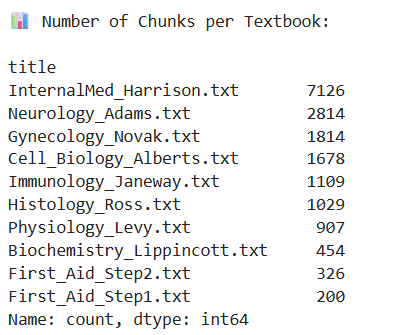 📊 Number of Chunks per Textbook:
title
InternalMed_Harrison.txt 7126
Neurology_Adams.txt 2814
Gynecology_Novak.txt 1814
Cell_Biology_Alberts.txt 1678
Immunology_Janeway.txt 1109
Histology_Ross.txt 1029
Physiology_Levy.txt 907
Biochemistry_Lippincott.txt 454
First_Aid_Step2.txt 326
First_Aid_Step1.txt 200
Name: count, dtype: int64